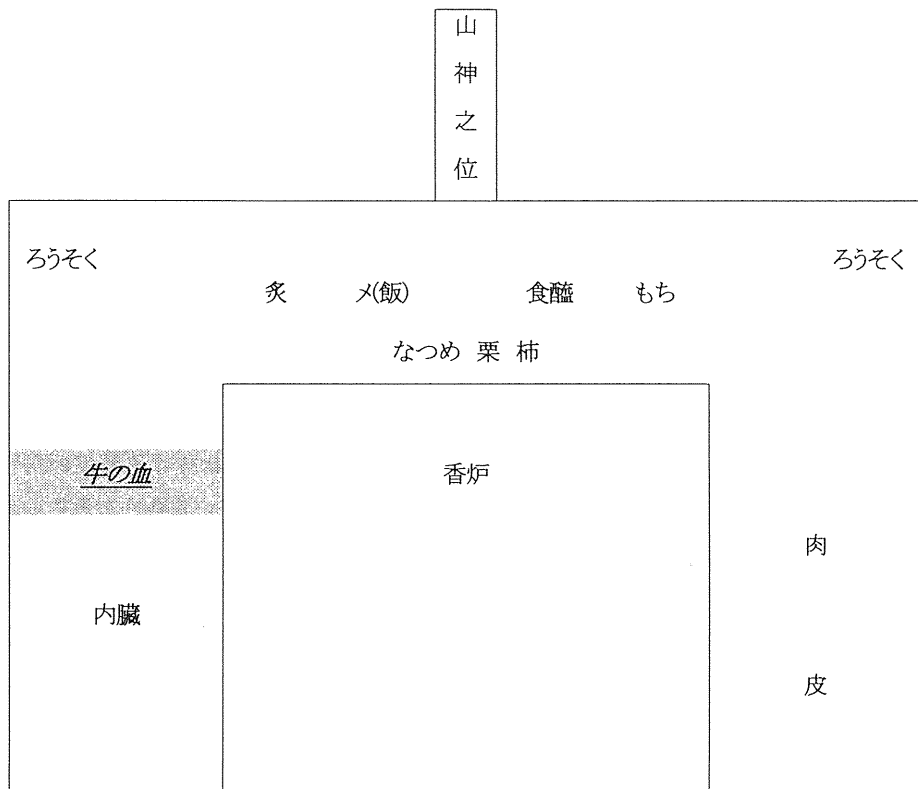 山神之位
ろうそく ろうそく
炙 メ(飯) 食醯 もち
なつめ 栗 柿
牛の血 香炉
肉
内臓
皮